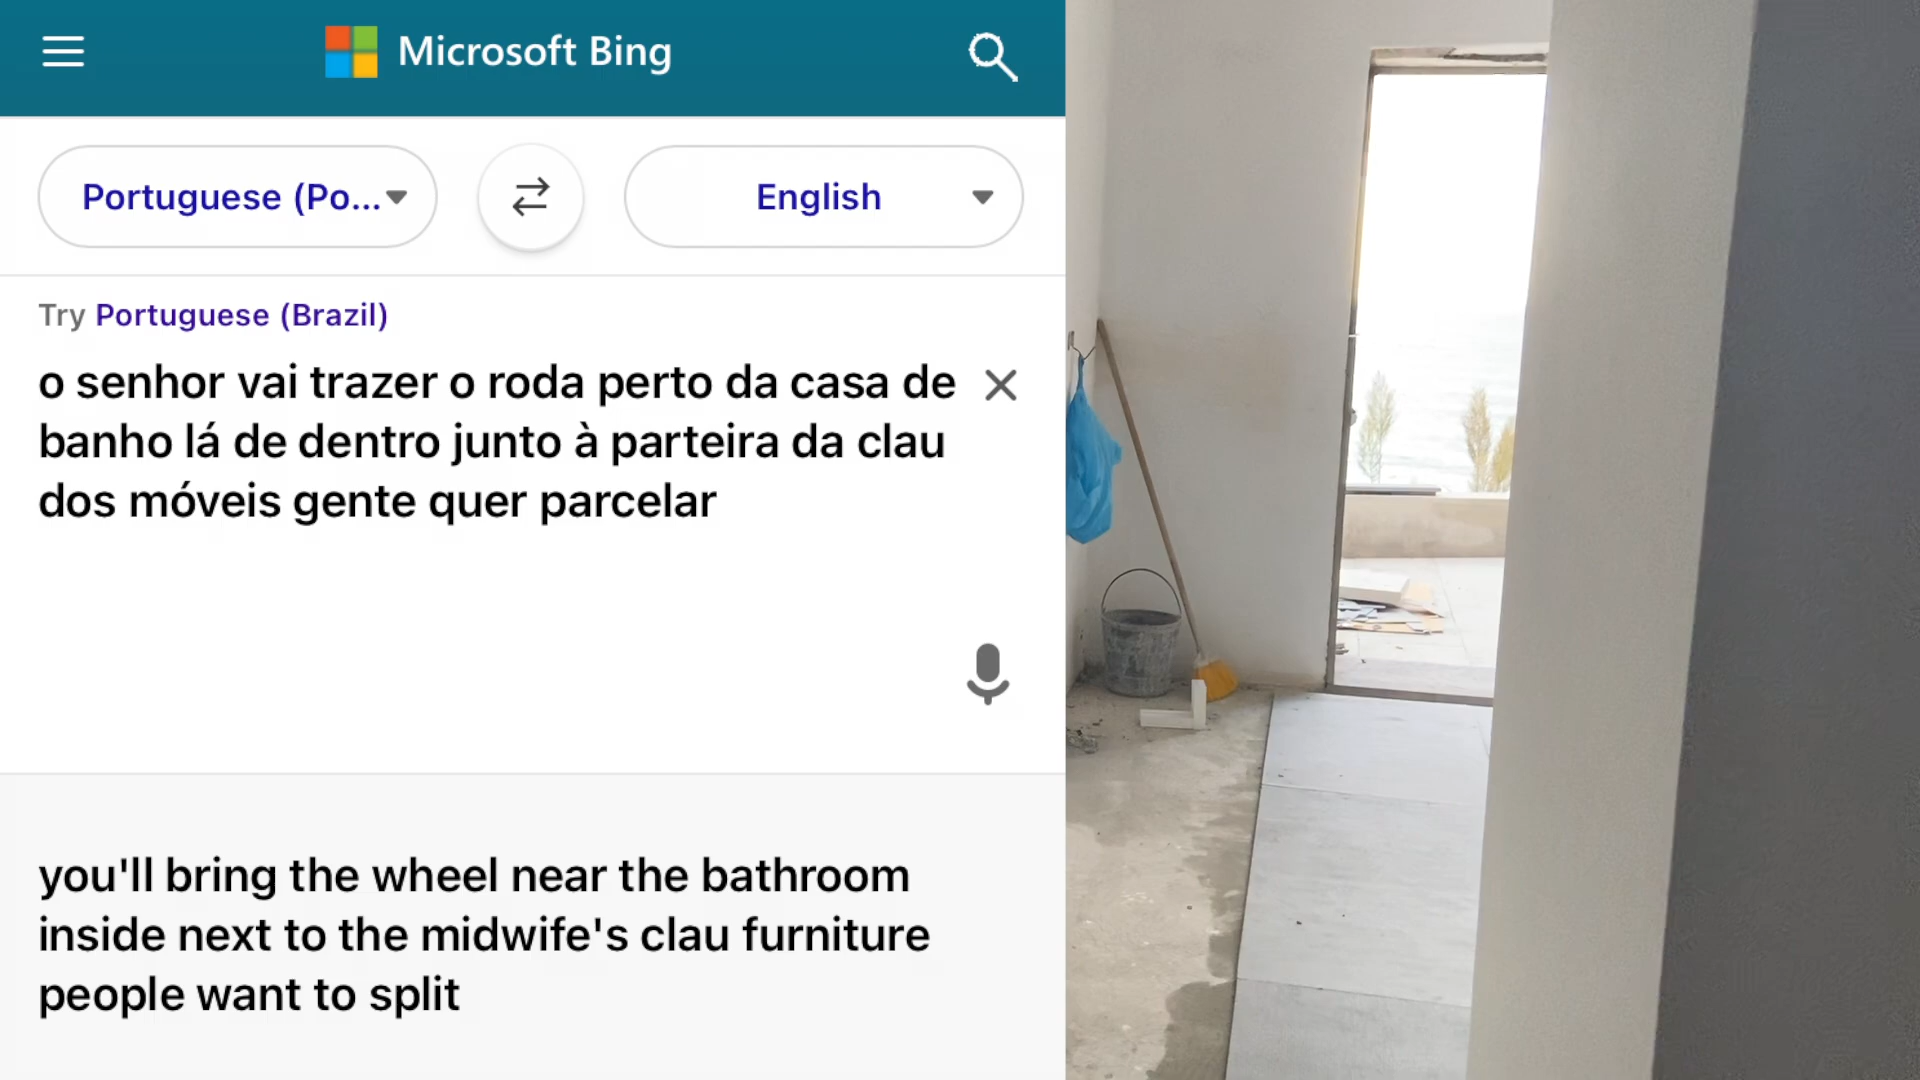 Microsoft Bing
Portuguese (Po...
English
Try Portuguese (Brazil)
o senhor vai trazer o roda perto da casa de
banho lá de dentro junto à parteira da clau
dos móveis gente quer parcelar
you'll bring the wheel near the bathroom
inside next to the midwife's clau furniture
people want to split